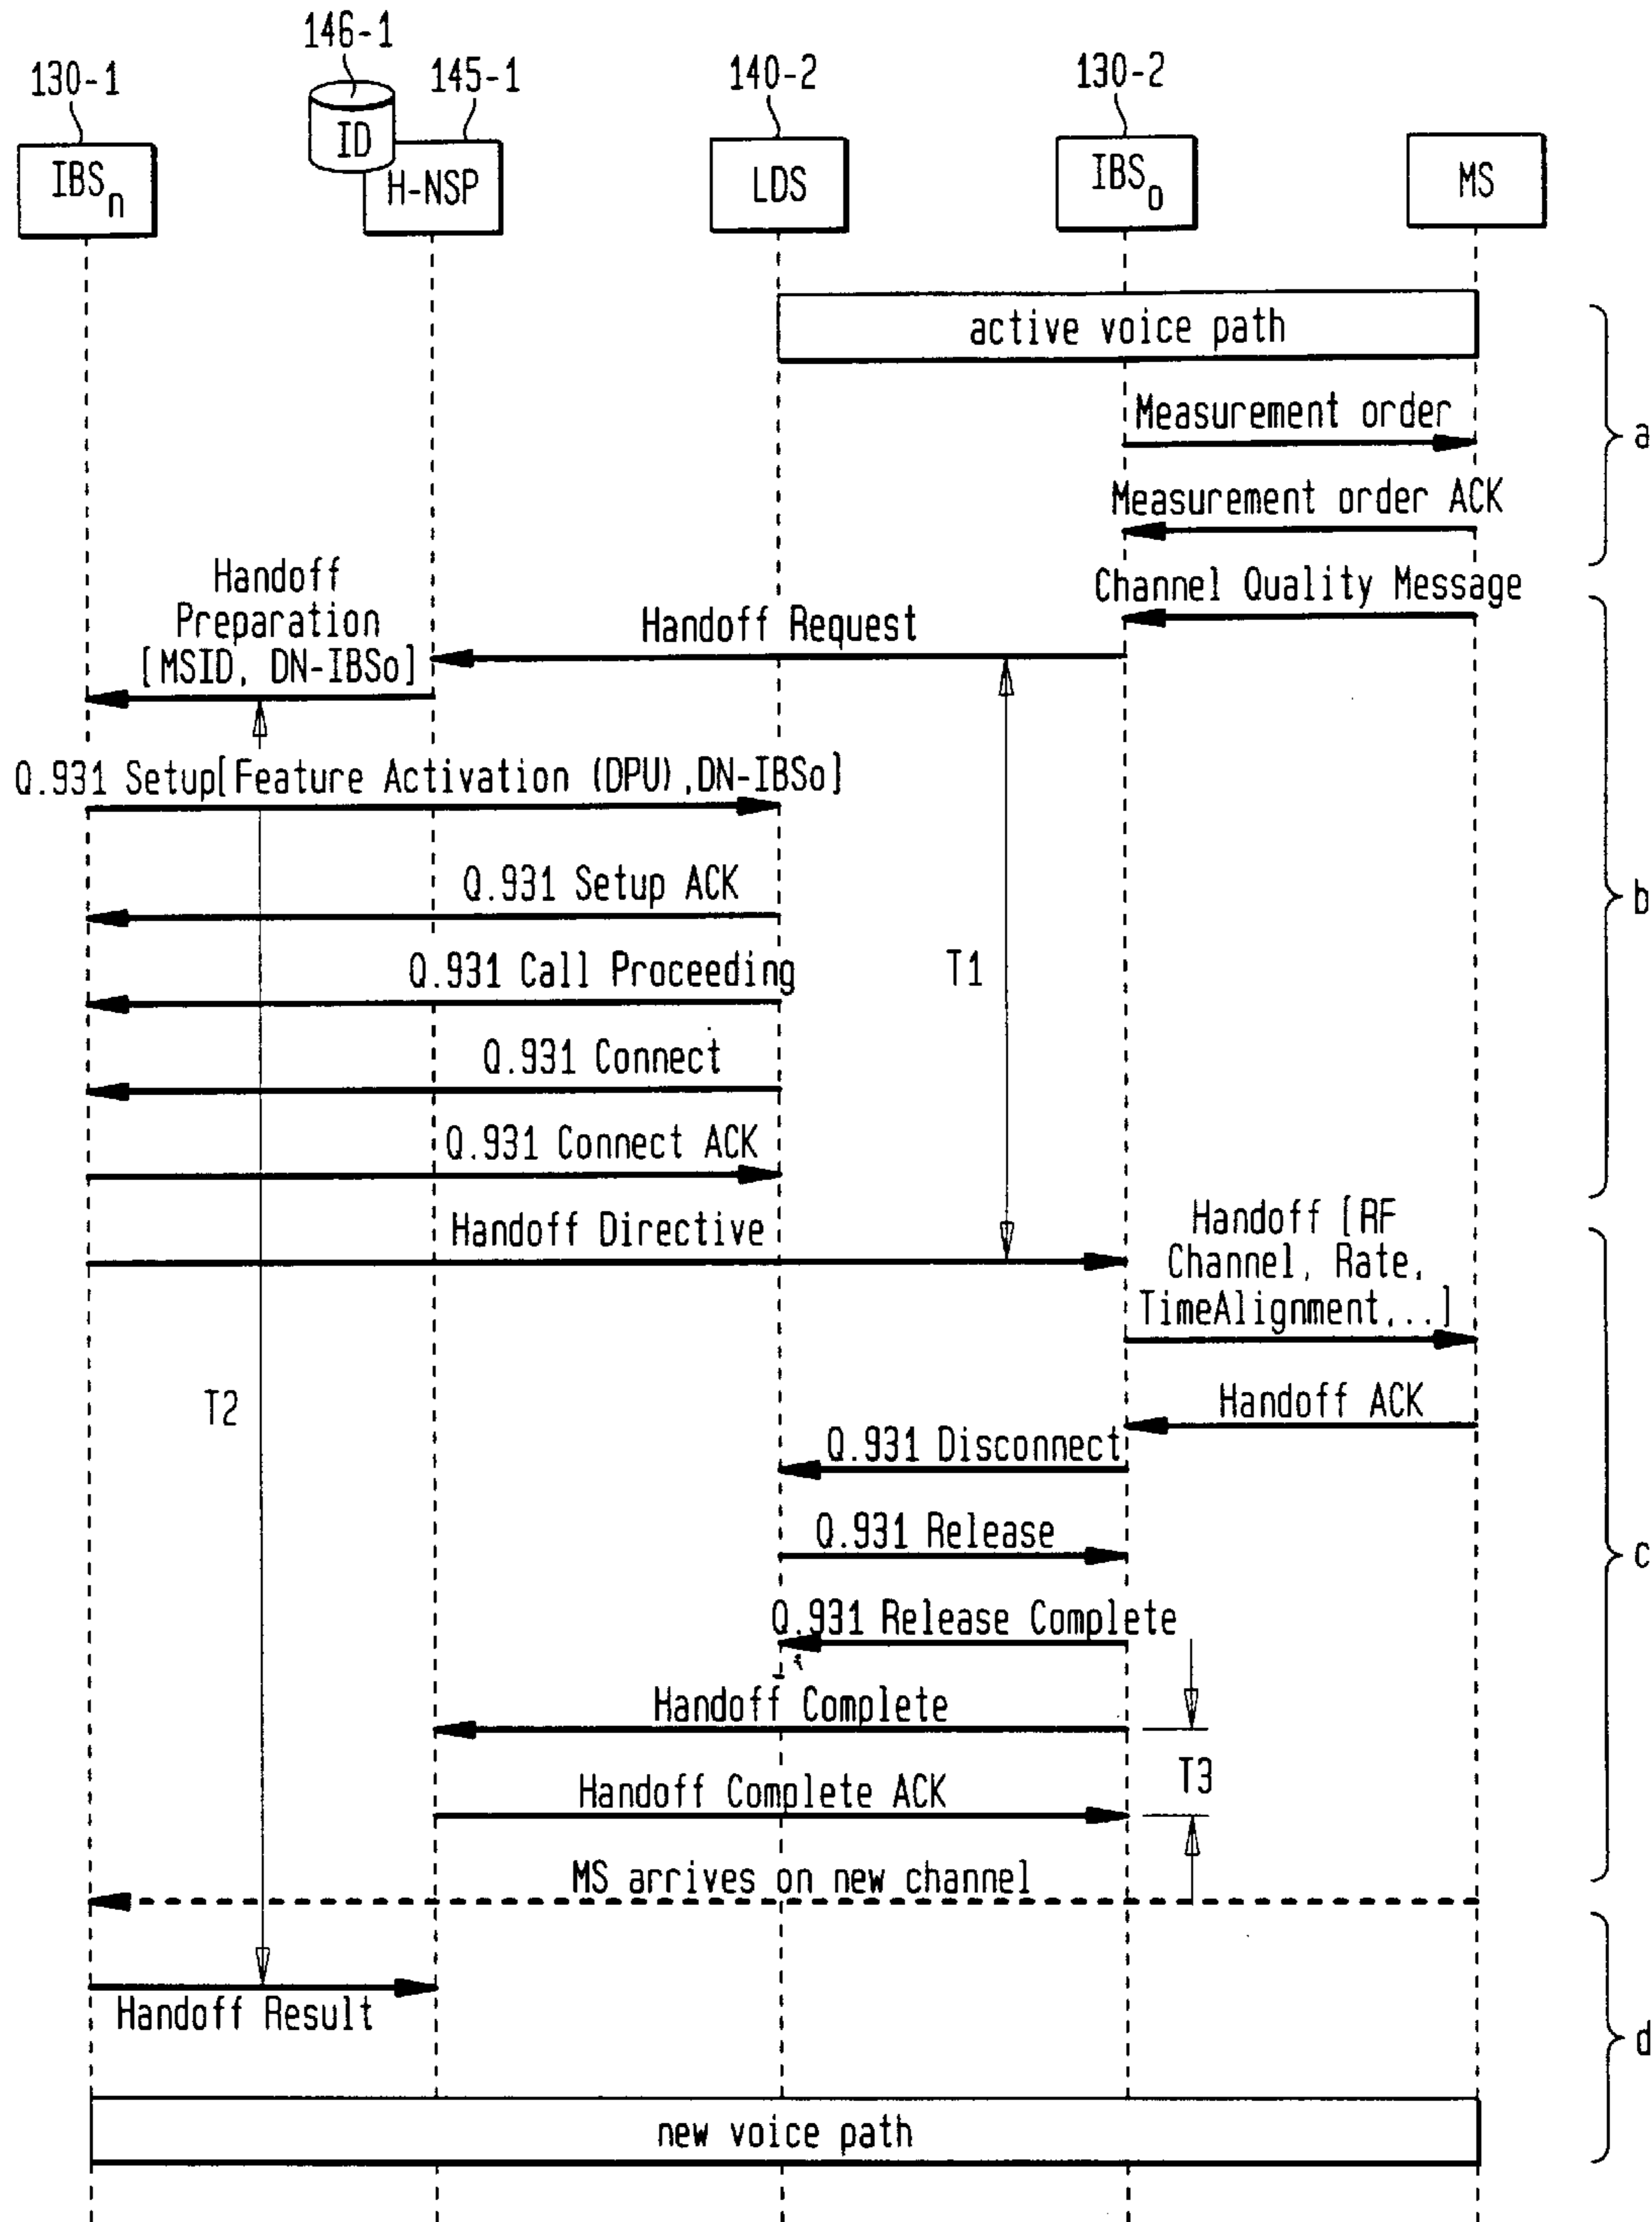 146-1
130-1
145-1
140-2
130-2
ID
IBSn
H-NSP
LDS
IBSo
MS
active voice path
Measurement order
a
Measurement order ACK
Handoff
Preparation
[MSID, DN-IBSo]
Channel Quality Message
Handoff Request
Q.931 Setup[Feature Activation (DPU),DN-IBSo]
Q.931 Setup ACK
b
Q.931 Call Proceeding
T1
Q.931 Connect
Q.931 Connect ACK
Handoff Directive
Handoff [RF
Channel, Rate,
TimeAlignment,..]
T2
Handoff ACK
Q.931 Disconnect
Q.931 Release
c
Q.931 Release Complete
Handoff Complete
T3
Handoff Complete ACK
MS arrives on new channel
Handoff Result
d
new voice path